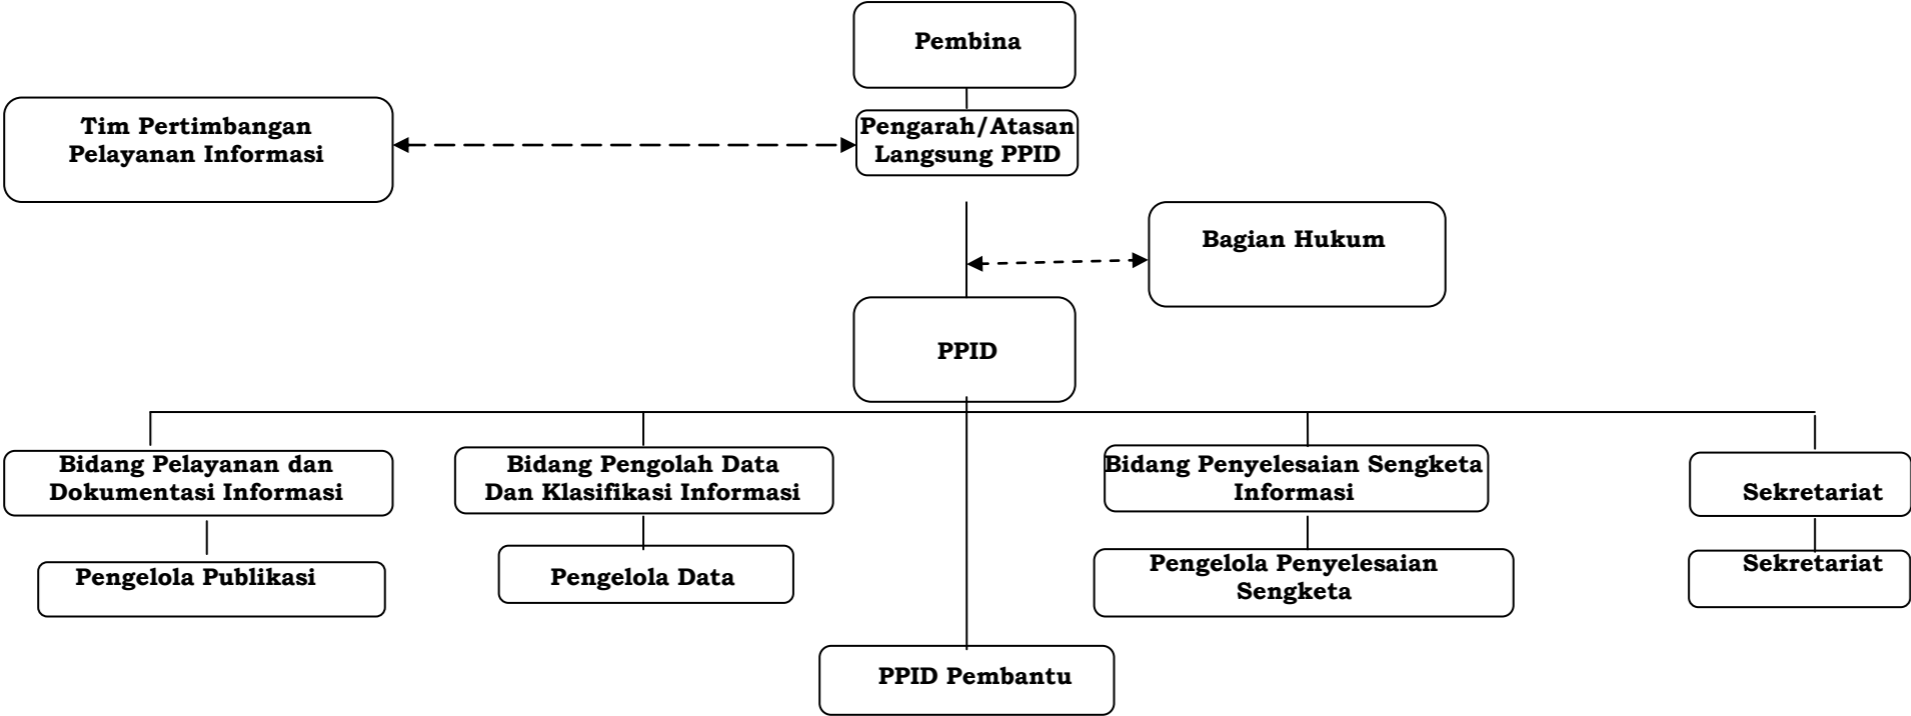 Pembina
Tim Pertimbangan
Pelayanan Informasi
Pengarah/Atasan
Langsung PPID
Bagian Hukum
PPID
Bidang Pelayanan dan
Dokumentasi Informasi
Bidang Pengolah Data
Dan Klasifikasi Informasi
Bidang Penyelesaian Sengketa
Informasi
Sekretariat
Pengelola Publikasi
Pengelola Data
Pengelola Penyelesaian
Sengketa
Sekretariat
PPID Pembantu